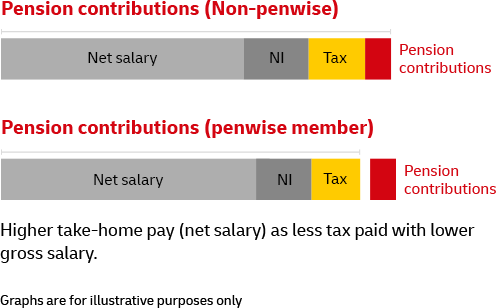 Pension contributions (Non-penwise)
Net salary NI Tax Pension
contributions
Pension contributions (penwise member)
Net salary NI Tax Pension
contributions
Higher take-home pay (net salary) as less tax paid with lower
gross salary.
Graphs are for illustrative purposes only